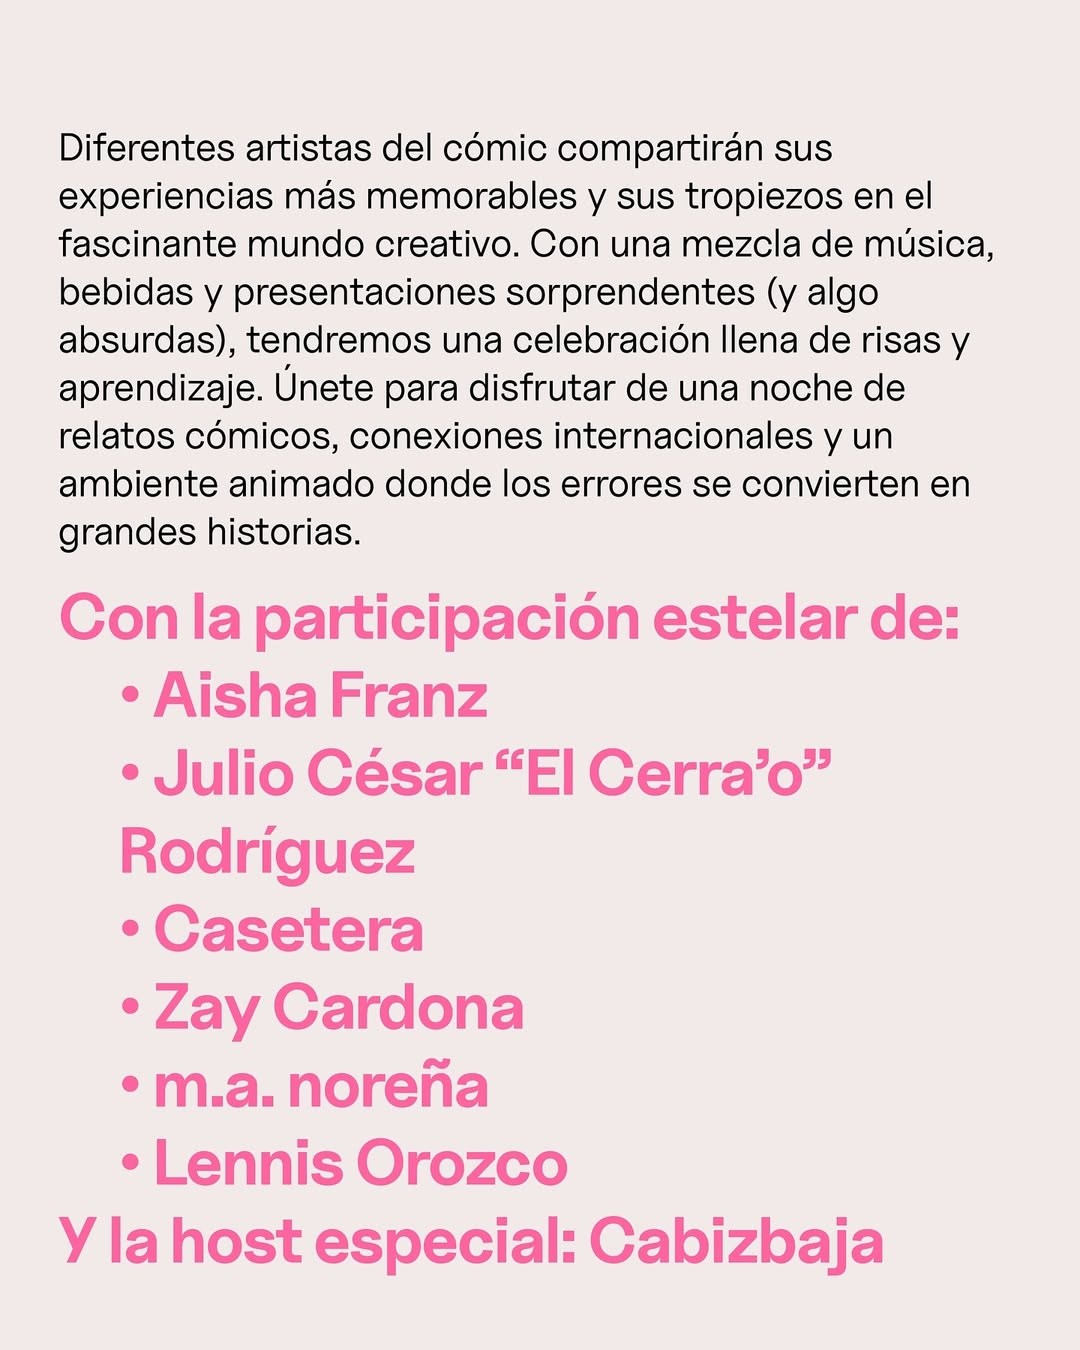 Diferentes artistas del cómic compartirán sus
experiencias más memorables y sus tropiezos en el
fascinante mundo creativo. Con una mezcla de música,
bebidas y presentaciones sorprendentes (y algo
absurdas), tendremos una celebración llena de risas y
aprendizaje. Únete para disfrutar de una noche de
relatos cómicos, conexiones internacionales y un
ambiente animado donde los errores se convierten en
grandes historias.
Con la participación estelar de:
• Aisha Franz
• Julio César “El Cerra’o”
Rodríguez
• Casetera
• Zay Cardona
• m.a. noreña
• Lennis Orozco
Y la host especial: Cabizbaja